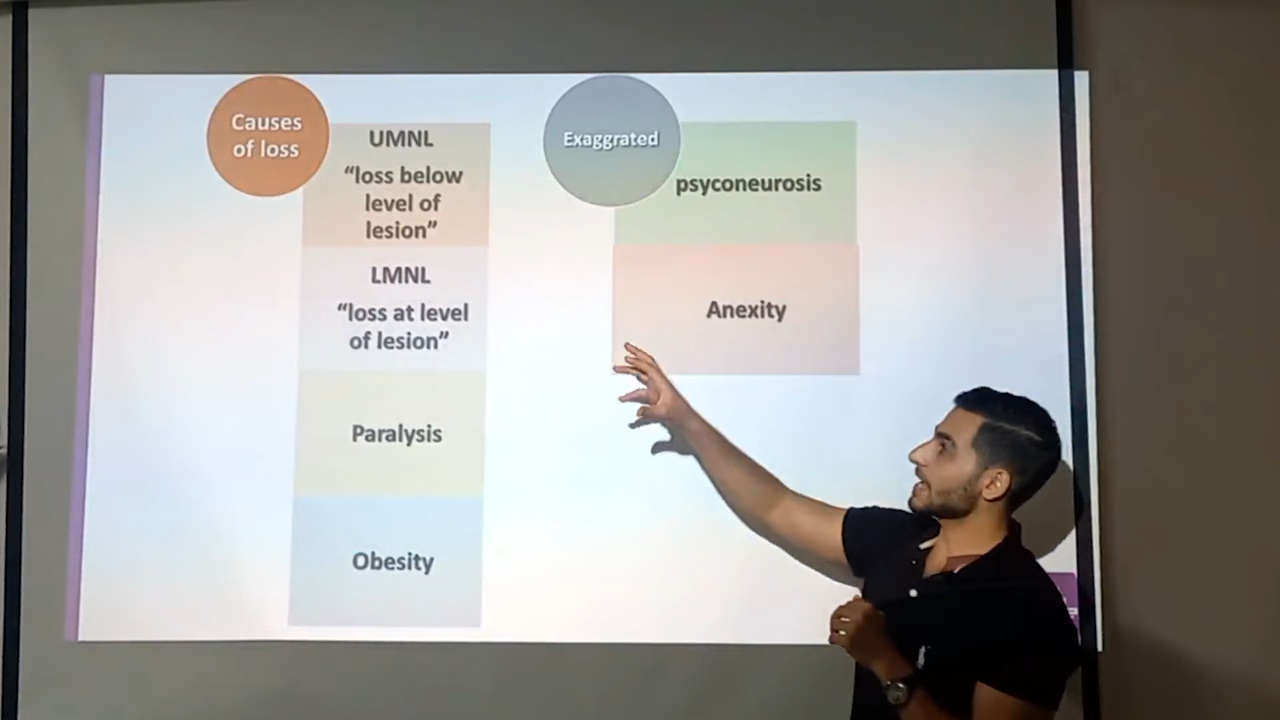 Causes
of loss
UMNL
“loss below
level of
lesion”
LMNL
“loss at level
of lesion”
Paralysis
Obesity
Exaggrated
psyconeurosis
Anexity